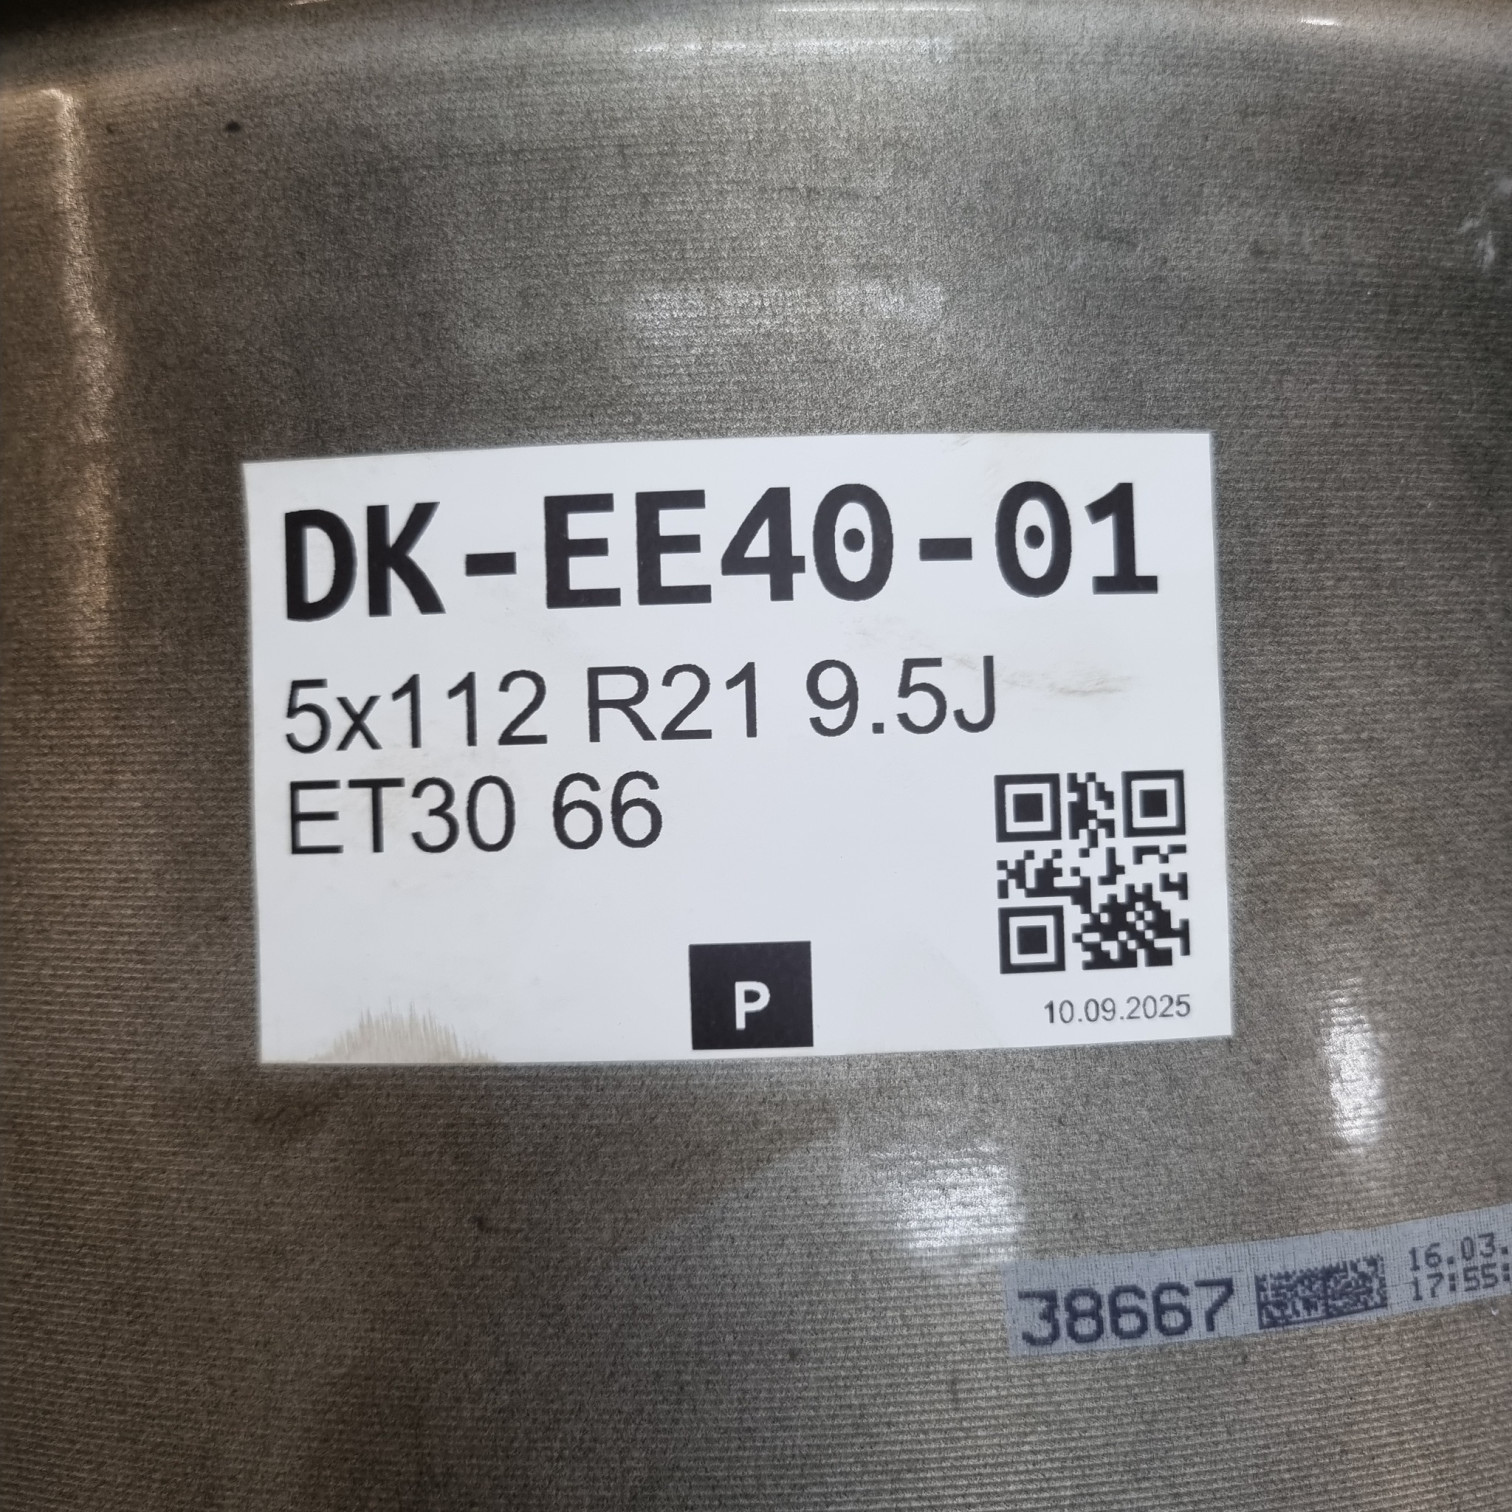 DK-EE40-01
5x112 R21 9.5J
ET30 66
P
10.09.2025
38667
16.03.
17:55: